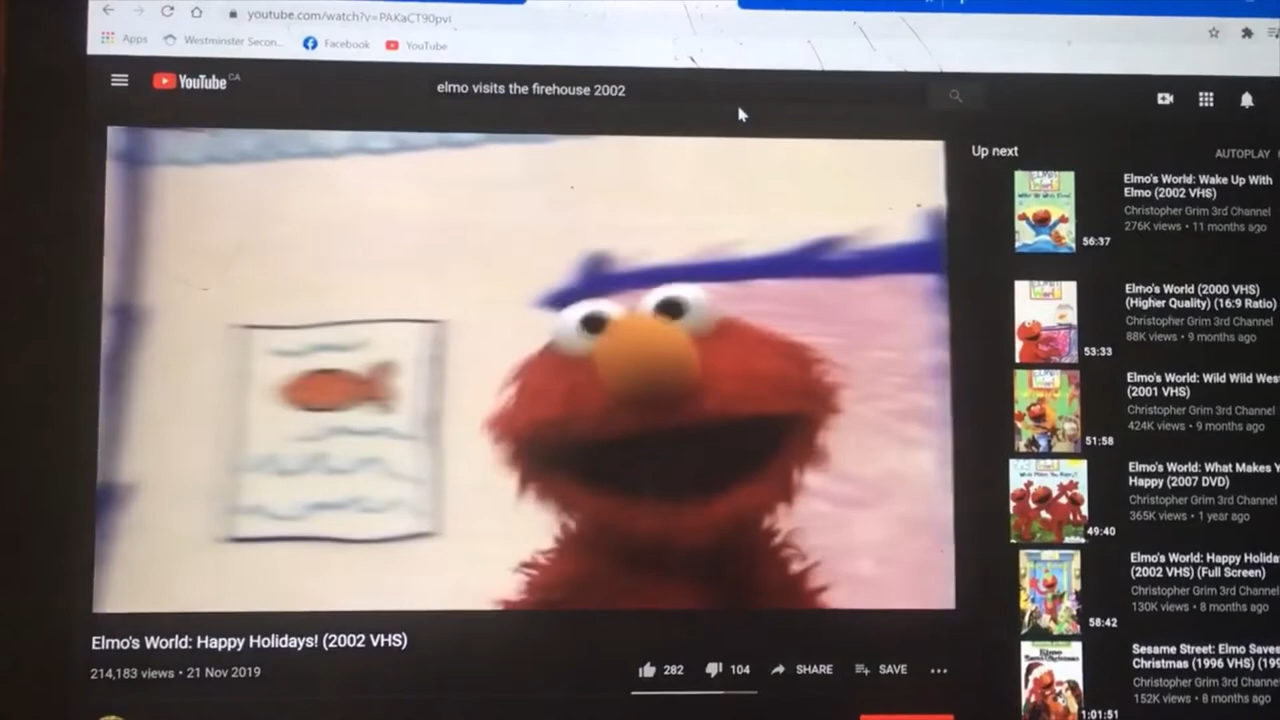 youtube.com/watch?v=PAKaCT90pvI
Apps
Westminster Secon...
Facebook
YouTube
YouTube CA
elmo visits the firehouse 2002
Up next
AUTOPLAY
Elmo's World: Wake Up With
Elmo (2002 VHS)
Christopher Grim 3rd Channel
276K views • 11 months ago
56:37
Elmo's World (2000 VHS)
(Higher Quality) (16:9 Ratio)
Christopher Grim 3rd Channel
88K views • 9 months ago
53:33
Elmo's World: Wild Wild Wes
(2001 VHS)
Christopher Grim 3rd Channel
424K views • 9 months ago
51:58
Elmo's World: What Makes Y
Happy (2007 DVD)
Christopher Grim 3rd Channel
365K views • 1 year ago
49:40
Elmo's World: Happy Holida
(2002 VHS) (Full Screen)
Christopher Grim 3rd Channel
130K views • 8 months ago
58:42
Sesame Street: Elmo Saves
Christmas (1996 VHS) (199
Christopher Grim 3rd Channel
152K views • 8 months ago
1:01:51
Elmo's World: Happy Holidays! (2002 VHS)
214,183 views • 21 Nov 2019
282
104
SHARE
SAVE